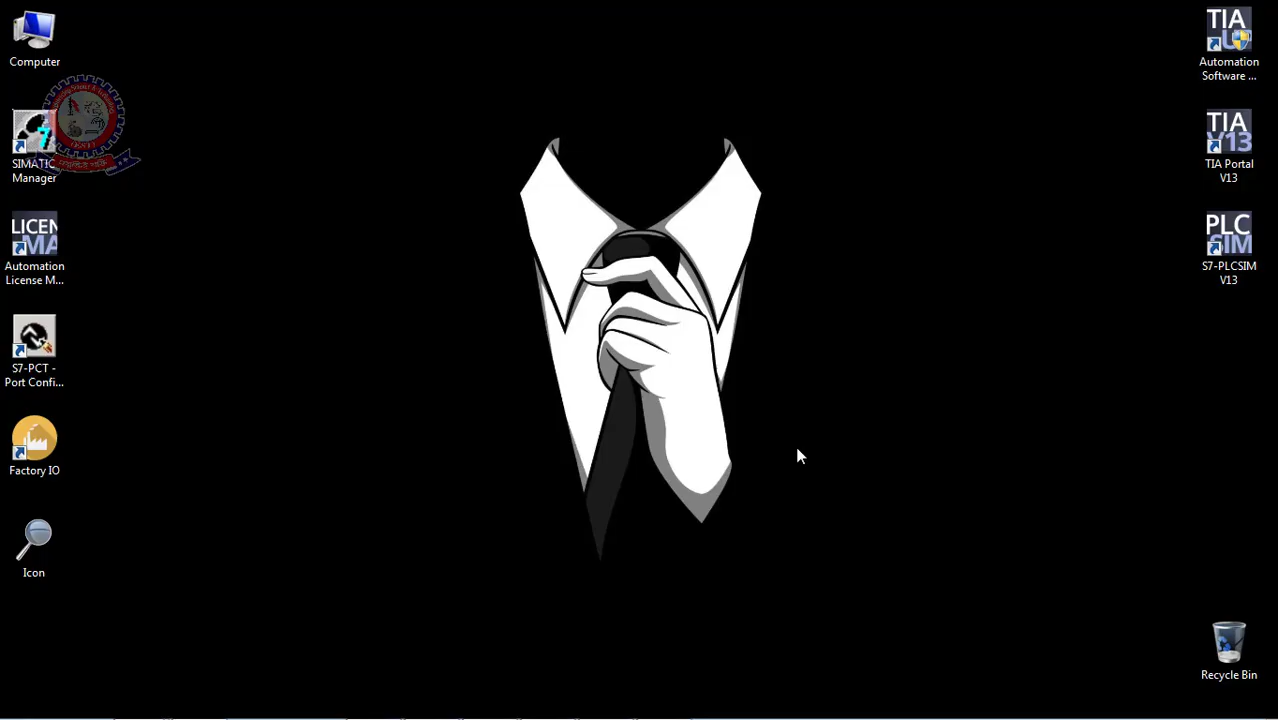 Computer
SIMATIC
Manager
LICEN
MA
Automation
License M...
S7-PCT -
Port Confi...
Factory IO
Icon
TIA
U
Automation
Software ...
TIA
V13
TIA Portal
V13
PLC
SIM
S7-PLCSIM
V13
Recycle Bin